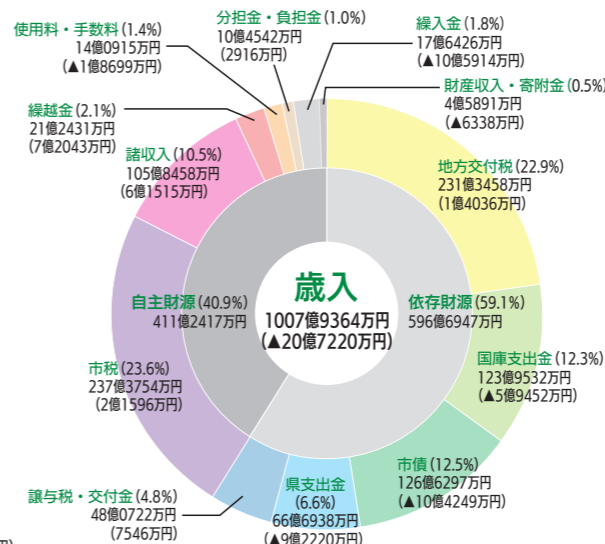 使用料・手数料(1.4%)
14億0915万円
(▲1億8699万円)
分担金・負担金(1.0%)
10億4542万円
(2916万円)
繰入金(1.8%)
17億6426万円
(▲10億5914万円)
財産収入・寄附金(0.5%)
4億5891万円
(▲6338万円)
繰越金(2.1%)
21億2431万円
(7億2043万円)
諸収入(10.5%)
105億8458万円
(6億1515万円)
地方交付税(22.9%)
231億3458万円
(1億4036万円)
歳入
1007億9364万円
(▲20億7220万円)
自主財源(40.9%)
411億2417万円
依存財源(59.1%)
596億6947万円
国庫支出金(12.3%)
123億9532万円
(▲5億9452万円)
市税(23.6%)
237億3754万円
(2億1596万円)
市債(12.5%)
126億6297万円
(▲10億4249万円)
県支出金
(6.6%)
66億6938万円
(▲9億2220万円)
譲与税・交付金(4.8%)
48億0722万円
(7546万円)